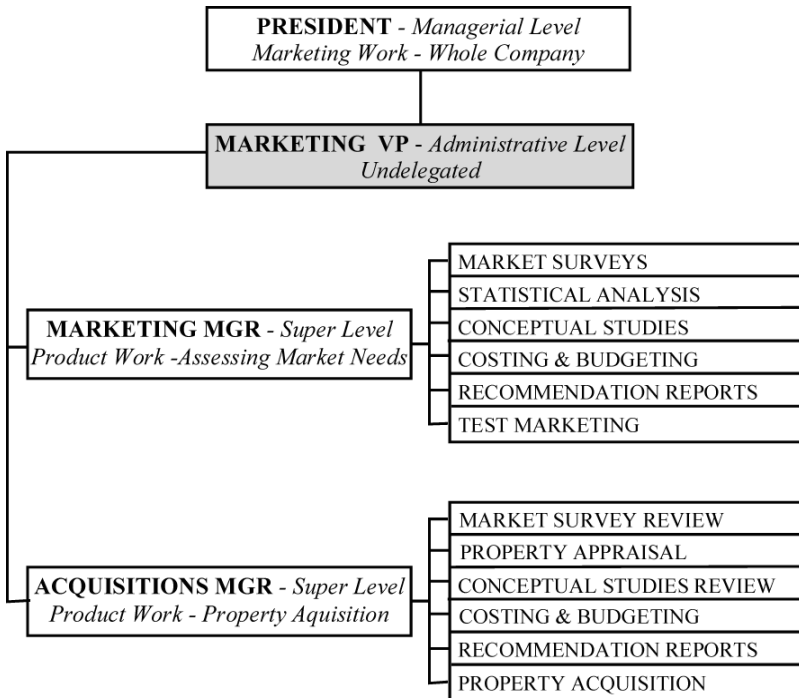 PRESIDENT - Managerial Level
Marketing Work - Whole Company
MARKETING VP - Administrative Level
Undelegated
MARKETING MGR - Super Level
Product Work -Assessing Market Needs
MARKET SURVEYS
STATISTICAL ANALYSIS
CONCEPTUAL STUDIES
COSTING & BUDGETING
RECOMMENDATION REPORTS
TEST MARKETING
ACQUISITIONS MGR - Super Level
Product Work - Property Aquisition
MARKET SURVEY REVIEW
PROPERTY APPRAISAL
CONCEPTUAL STUDIES REVIEW
COSTING & BUDGETING
RECOMMENDATION REPORTS
PROPERTY ACQUISITION